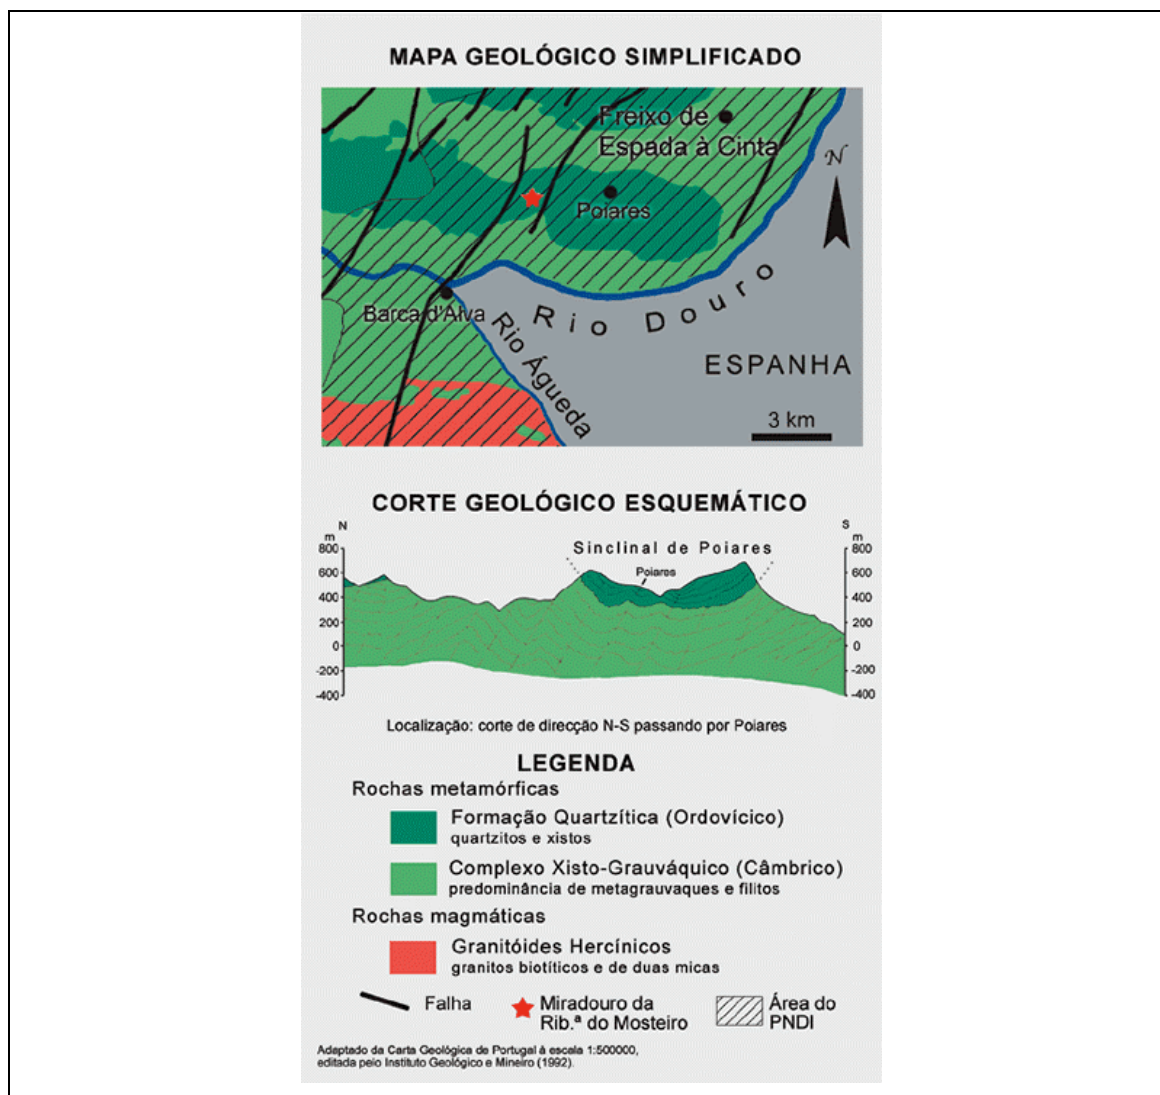 MAPA GEOLÓGICO SIMPLIFICADO
Freixo de
Espada à Cinta
N
Poiares
Barca d'Alva
Rio Douro
Rio Águeda
ESPANHA
3 km
CORTE GEOLÓGICO ESQUEMÁTICO
N
S
m
m
Sinclinal de Poiares
Poiares
800
800
600
600
400
400
200
200
0
0
-200
-200
-400
-400
Localização: corte de direcção N-S passando por Poiares
LEGENDA
Rochas metamórficas
Formação Quartzítica (Ordovícico)
quartzitos e xistos
Complexo Xisto-Grauváquico (Câmbrico)
predominância de metagrauvaques e filitos
Rochas magmáticas
Granitóides Hercínicos
granitos biotíticos e de duas micas
Falha
Miradouro da
Rib.ª do Mosteiro
Área do
PNDI
Adaptado da Carta Geológica de Portugal à escala 1:500000,
editada pelo Instituto Geológico e Mineiro (1992).